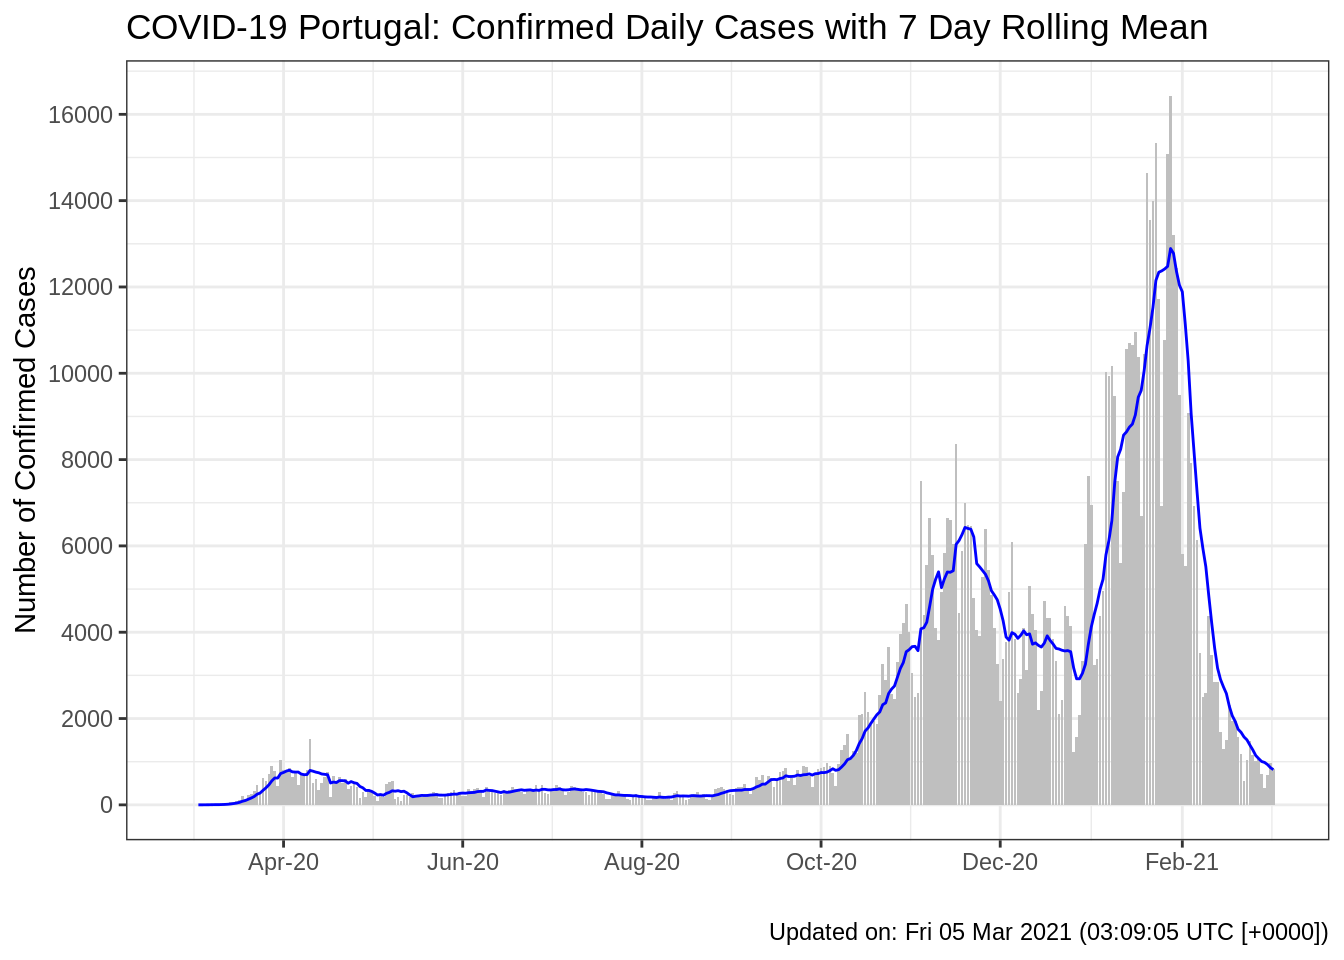 COVID-19 Portugal: Confirmed Daily Cases with 7 Day Rolling Mean
Number of Confirmed Cases
16000
14000
12000
10000
8000
6000
4000
2000
0
Apr-20 Jun-20 Aug-20 Oct-20 Dec-20 Feb-21
Updated on: Fri 05 Mar 2021 (03:09:05 UTC [+0000])